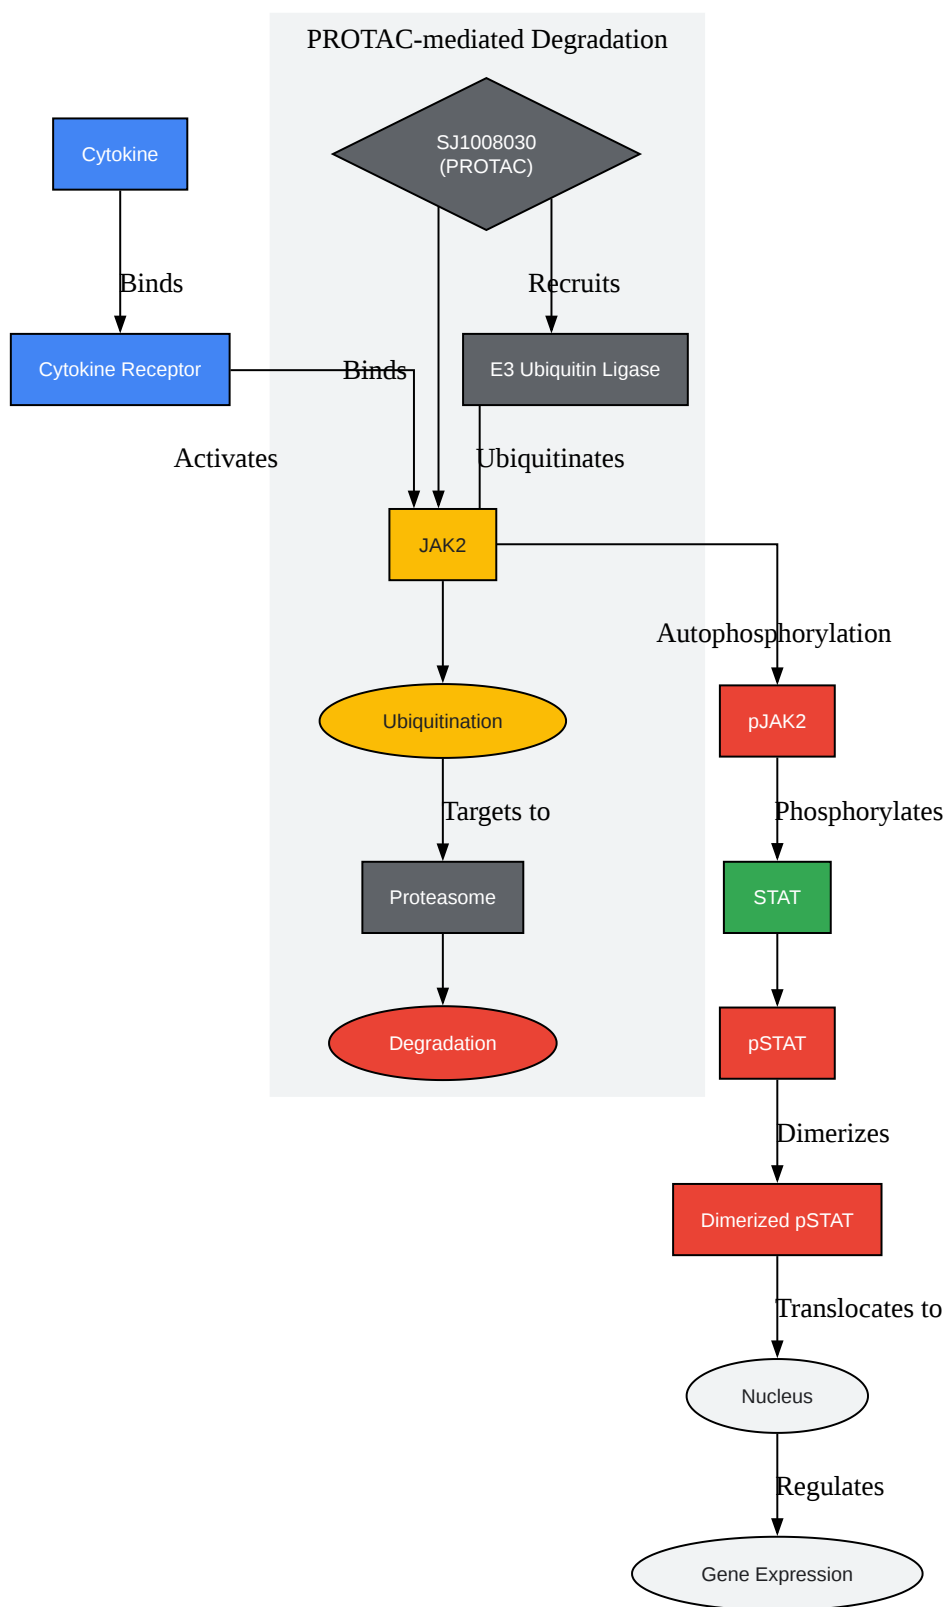 PROTAC-mediated Degradation
SJ1008030
(PROTAC)
Cytokine
Binds
Recruits
Cytokine Receptor
Binds
E3 Ubiquitin Ligase
Activates
Ubiquitinates
JAK2
Autophosphorylation
Ubiquitination
pJAK2
Targets to
Phosphorylates
Proteasome
STAT
Degradation
pSTAT
Dimerizes
Dimerized pSTAT
Translocates to
Nucleus
Regulates
Gene Expression